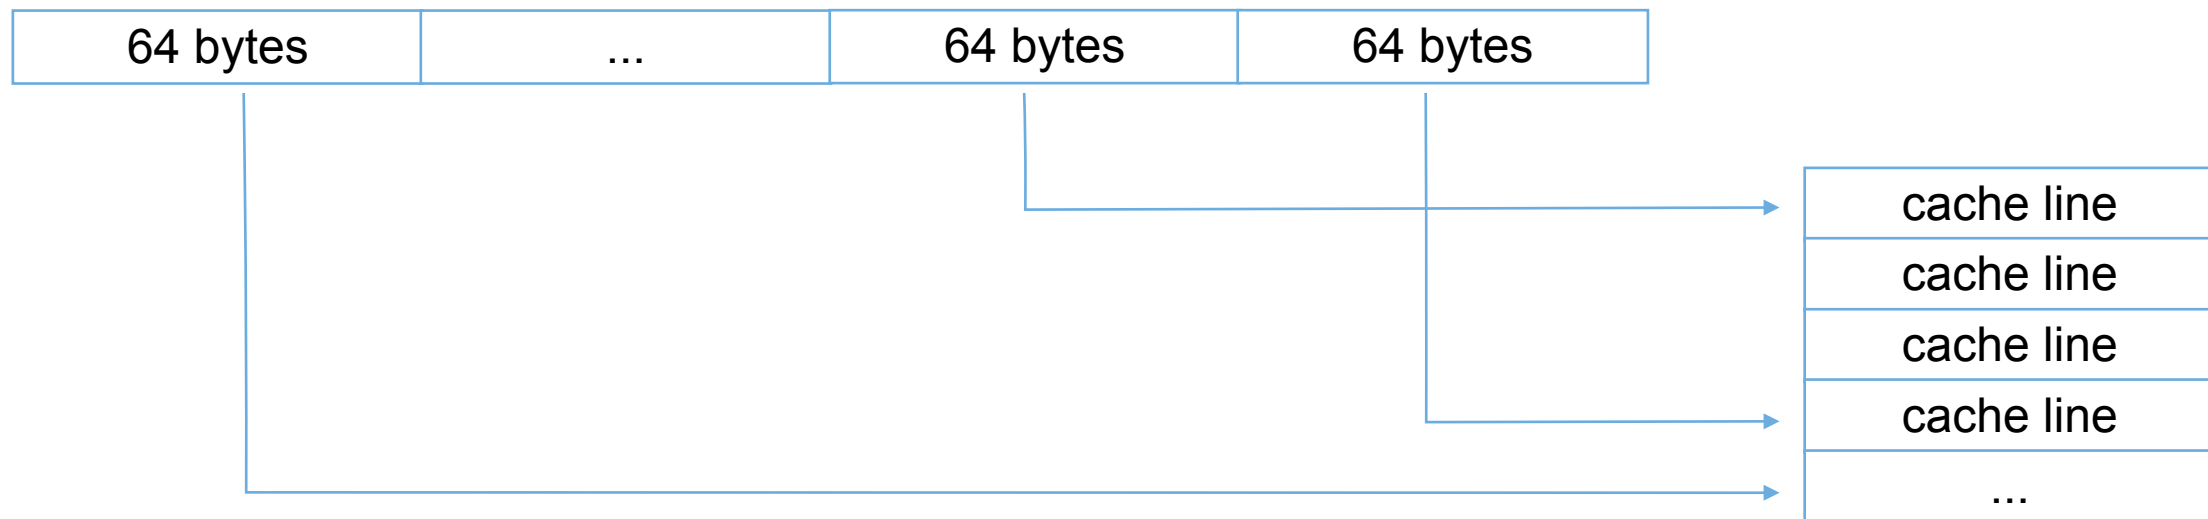 64 bytes
...
64 bytes
64 bytes
cache line
cache line
cache line
cache line
...